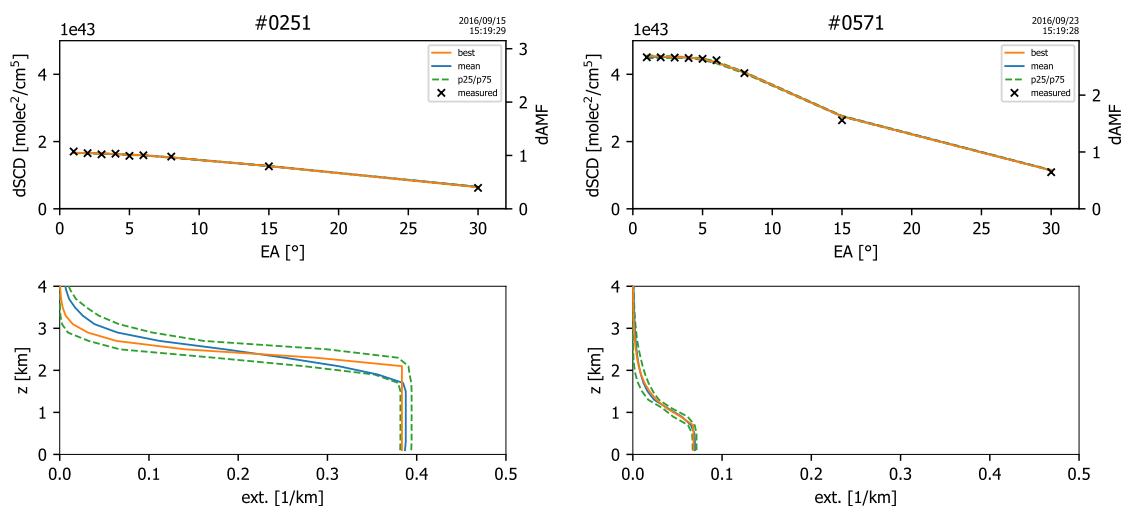 #0251
2016/09/15
15:19:29
1e43
best
mean
p25/p75
measured
dSCD [molec²/cm⁵]
0
2
4
0
1
2
3
dAMF
0 5 10 15 20 25 30
EA [°]
#0571
2016/09/23
15:19:28
1e43
best
mean
p25/p75
measured
dSCD [molec²/cm⁵]
0
2
4
0
1
2
dAMF
0 5 10 15 20 25 30
EA [°]
z [km]
4
3
2
1
0
0.0 0.1 0.2 0.3 0.4 0.5
ext. [1/km]
z [km]
4
3
2
1
0
0.0 0.1 0.2 0.3 0.4 0.5
ext. [1/km]